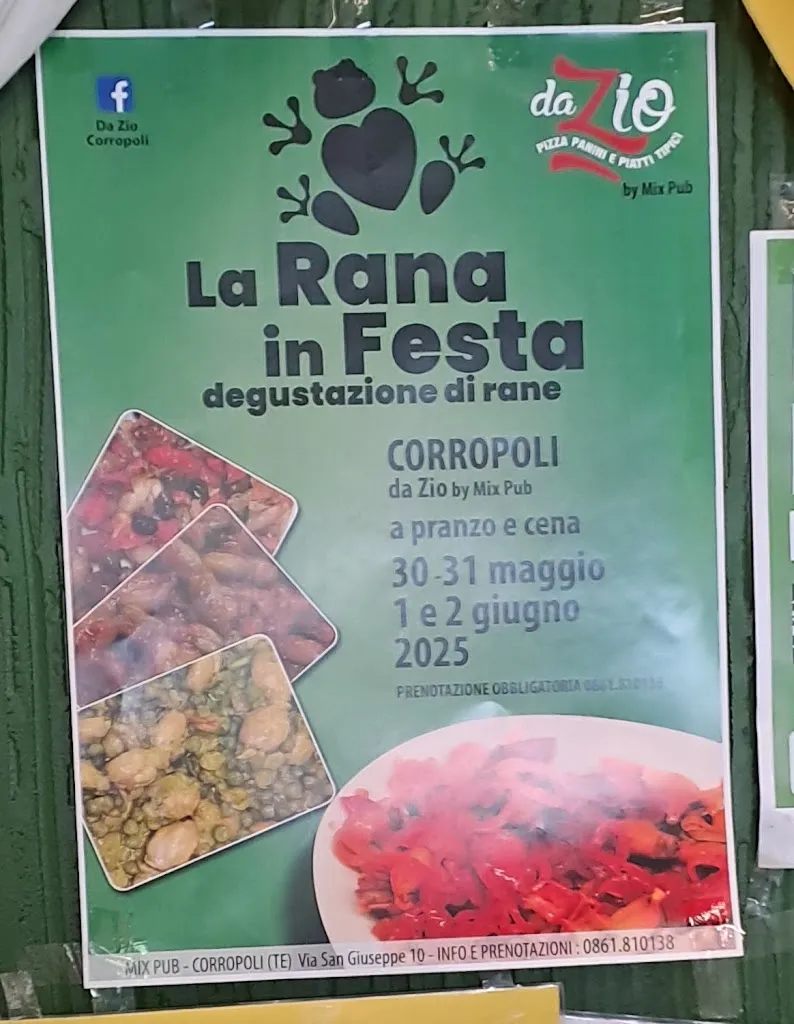 f
Da Zio
Corropoli
da Zio
PIZZA PANINI E PIATTI TIPICI
by Mix Pub
La Rana
in Festa
degustazione di rane
CORROPOLI
da Zio by Mix Pub
a pranzo e cena
30-31 maggio
1 e 2 giugno
2025
PRENOTAZIONE OBBLIGATORIA 0861.810138
MIX PUB - CORROPOLI (TE) Via San Giuseppe 10 - INFO E PRENOTAZIONI : 0861.810138